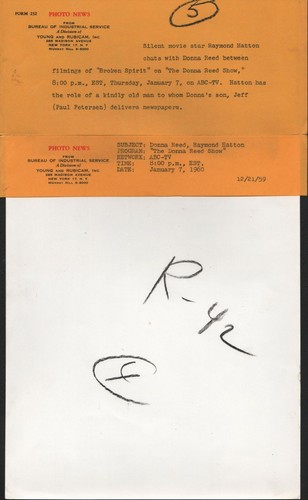 FORM 335
PHOTO NEWS
FROM
BUREAU OF INDUSTRIAL SERVICE
A Division of
YOUNG AND RUBICAM, INC.
285 MADISON AVENUE
NEW YORK 17, N. Y.
MURRAY HILL 9-5000
5
Silent movie star Raymond Hatton
chats with Donna Reed between
filmings of "Broken Spirit" on "The Donna Reed Show,"
8:00 p.m., EST, Thursday, January 7, on ABC-TV. Hatton has
the role of a kindly old man to whom Donna's son, Jeff
(Paul Petersen) delivers newspapers.
PHOTO NEWS
FROM
BUREAU OF INDUSTRIAL SERVICE
A Division of
YOUNG AND RUBICAM, INC.
285 MADISON AVENUE
NEW YORK 17, N. Y.
MURRAY HILL 9-5000
SUBJECT: Donna Reed, Raymond Hatton
PROGRAM: "The Donna Reed Show"
NETWORK: ABC-TV
TIME: 8:00 p.m., EST.
DATE: January 7, 1960
12/21/59
R-42
4